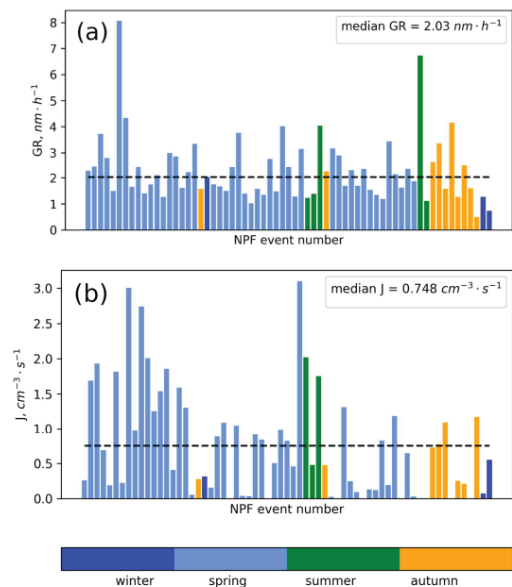 (a)
median GR = 2.03 nm · h⁻¹
8
7
6
5
4
3
2
1
0
GR, nm · h⁻¹
NPF event number
(b)
median J = 0.748 cm⁻³ · s⁻¹
3.0
2.5
2.0
1.5
1.0
0.5
0.0
J, cm⁻³ · s⁻¹
NPF event number
winter spring summer autumn